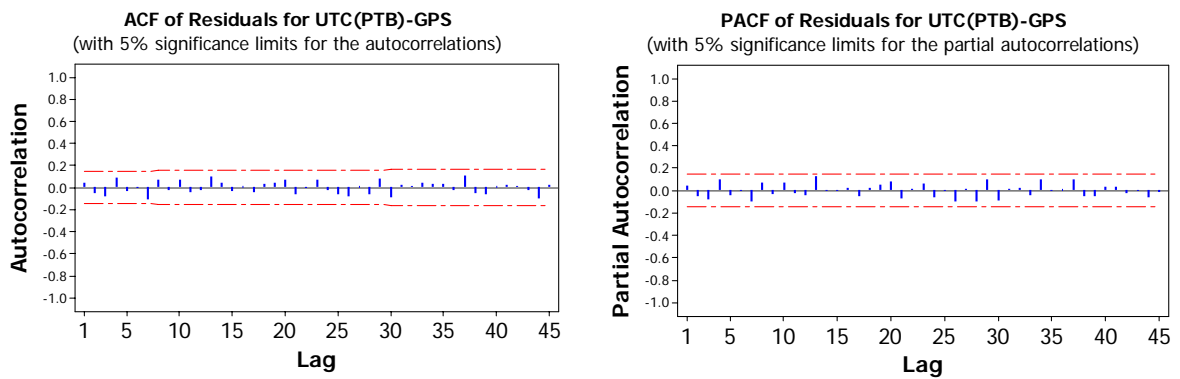 ACF of Residuals for UTC(PTB)-GPS
(with 5% significance limits for the autocorrelations)
1.0
0.8
0.6
0.4
0.2
0.0
-0.2
-0.4
-0.6
-0.8
-1.0
Autocorrelation
1 5 10 15 20 25 30 35 40 45
Lag
PACF of Residuals for UTC(PTB)-GPS
(with 5% significance limits for the partial autocorrelations)
1.0
0.8
0.6
0.4
0.2
0.0
-0.2
-0.4
-0.6
-0.8
-1.0
Partial Autocorrelation
1 5 10 15 20 25 30 35 40 45
Lag